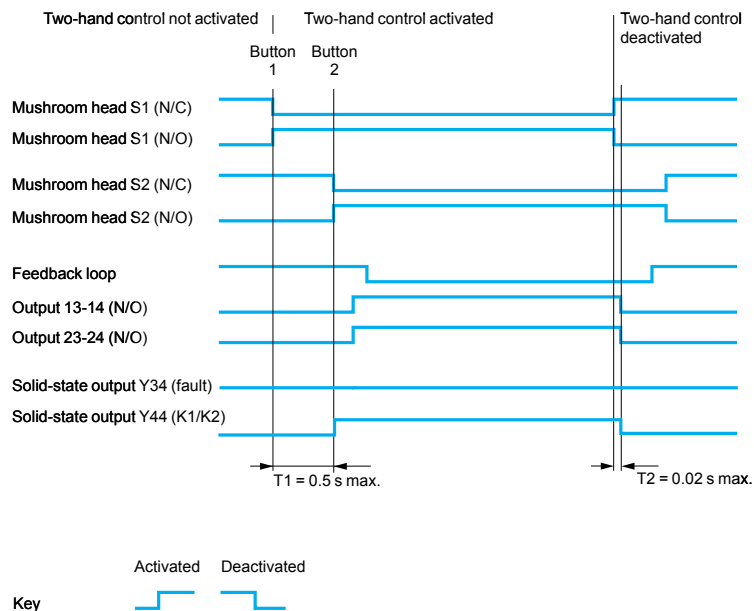 Two-hand control not activated
Two-hand control activated
Two-hand control
deactivated
Button
1
Button
2
Mushroom head S1 (N/C)
Mushroom head S1 (N/O)
Mushroom head S2 (N/C)
Mushroom head S2 (N/O)
Feedback loop
Output 13-14 (N/O)
Output 23-24 (N/O)
Solid-state output Y34 (fault)
Solid-state output Y44 (K1/K2)
T1 = 0.5 s max.
T2 = 0.02 s max.
Activated
Deactivated
Key